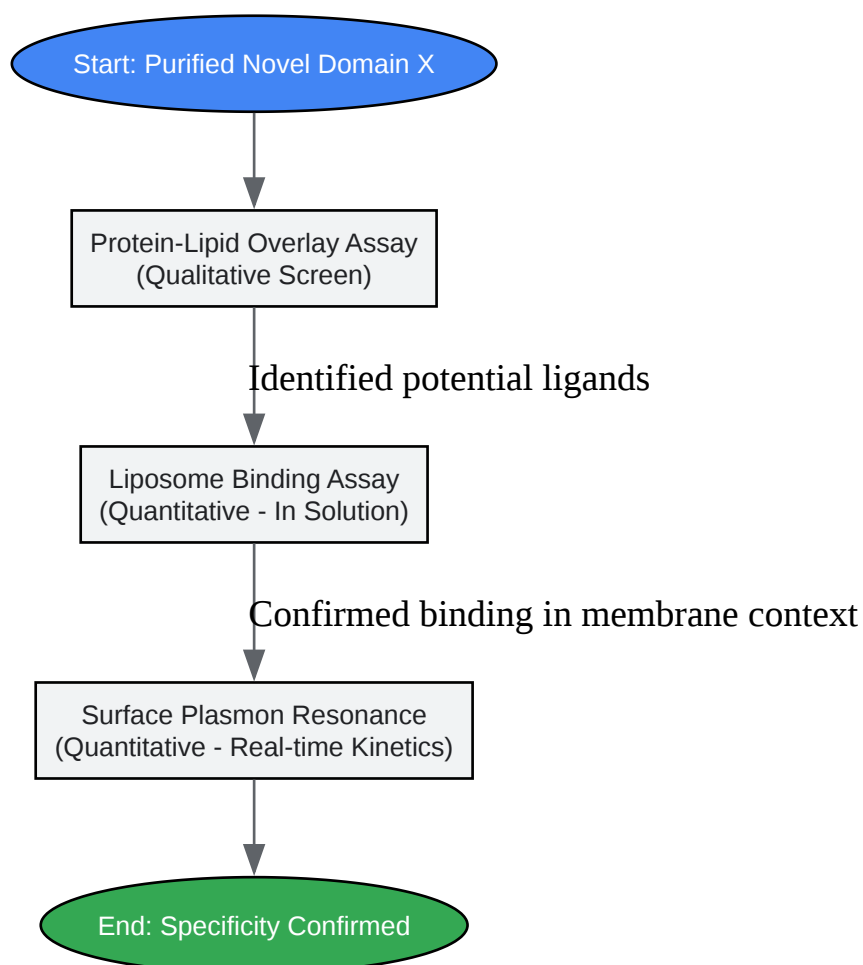 Start: Purified Novel Domain X
Protein-Lipid Overlay Assay
(Qualitative Screen)
Identified potential ligands
Liposome Binding Assay
(Quantitative - In Solution)
Confirmed binding in membrane context
Surface Plasmon Resonance
(Quantitative - Real-time Kinetics)
End: Specificity Confirmed